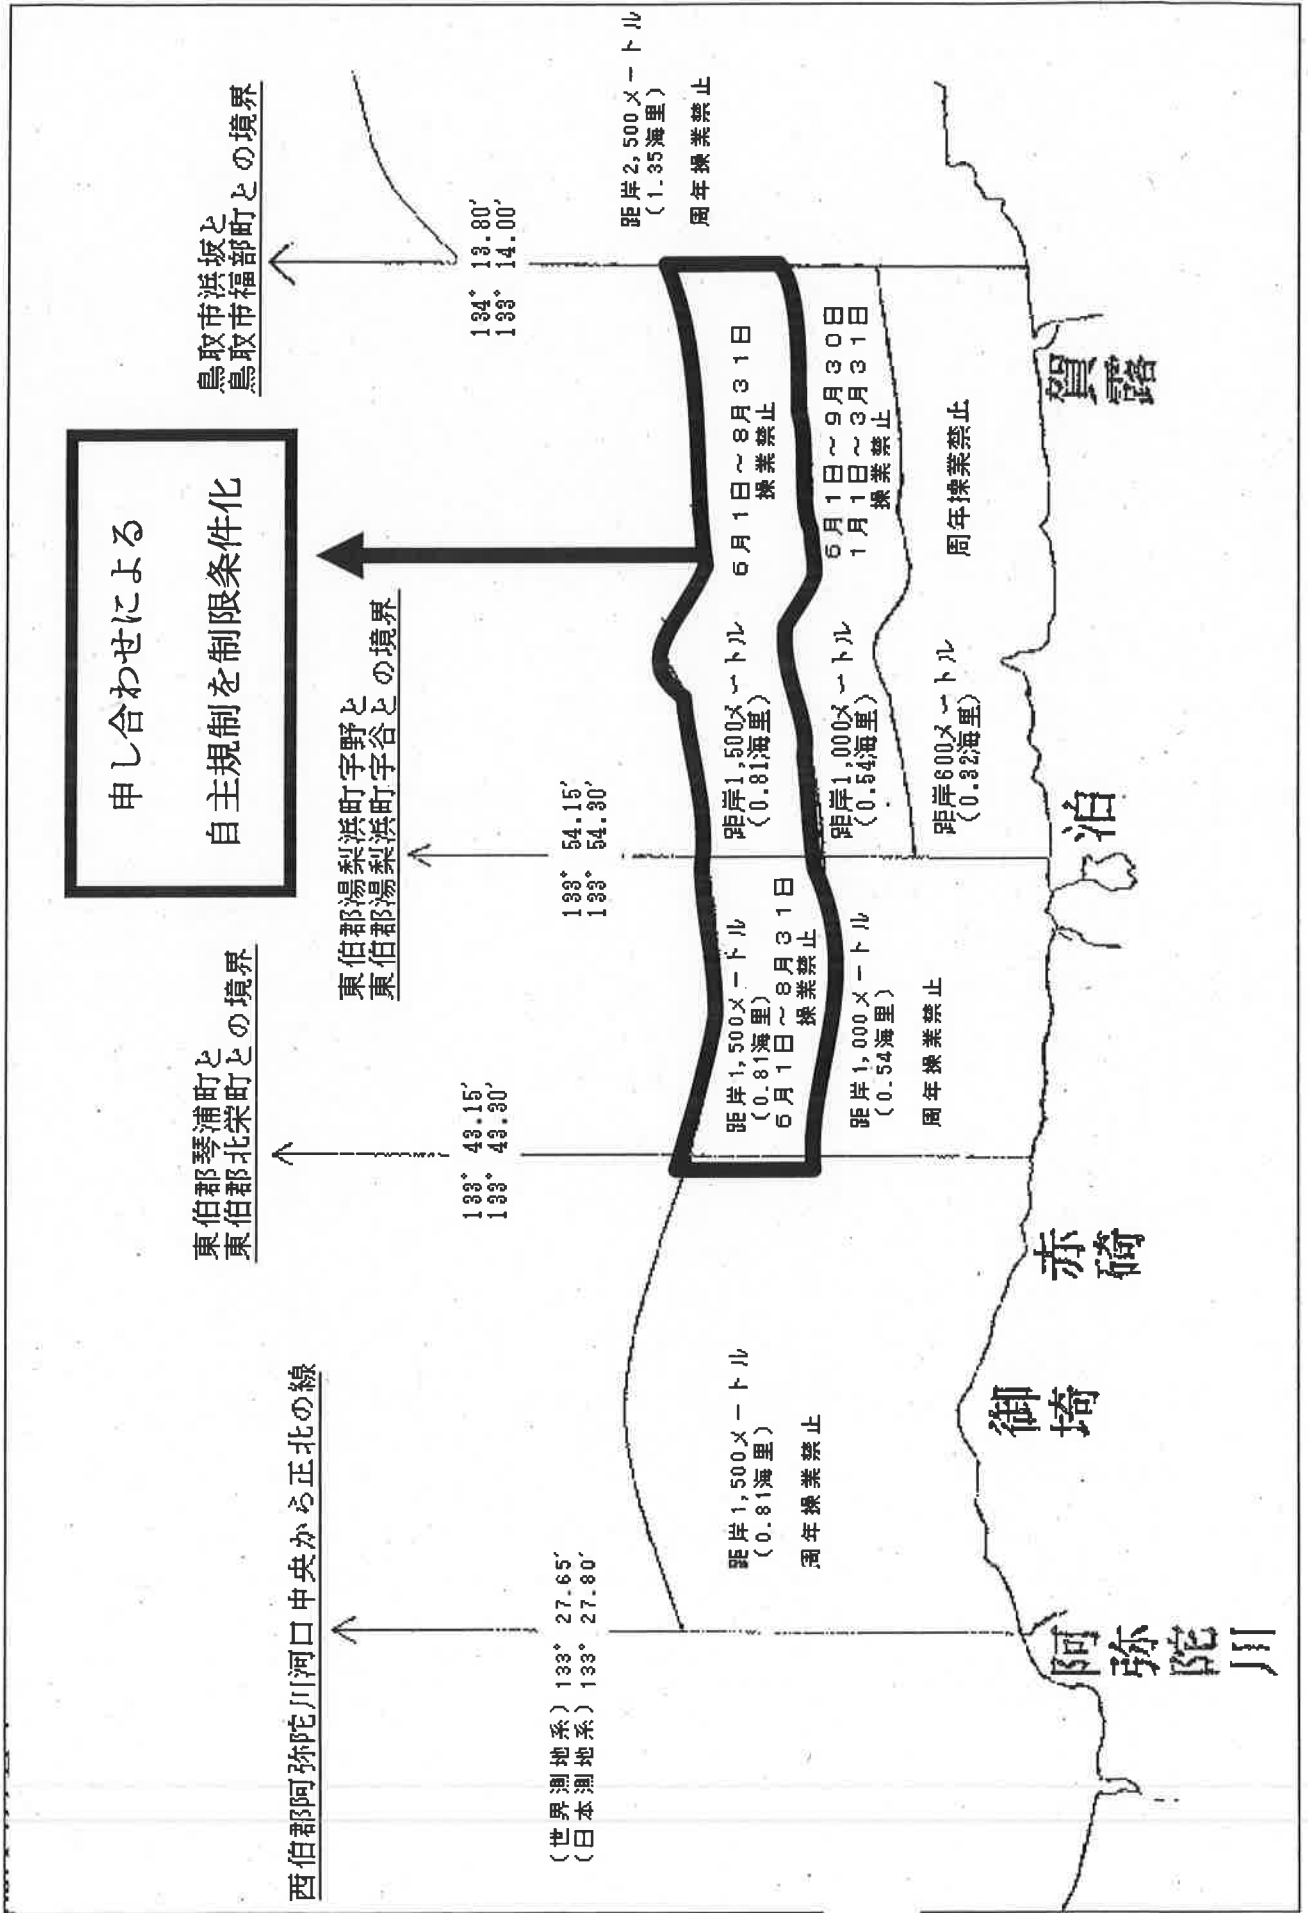 申し合わせによる
自主規制を制限条件化
西伯郡阿弥陀川河口中央から正北の線
(世界測地系) 133° 27.65′
(日本測地系) 133° 27.80′
東伯郡琴浦町と
東伯郡北栄町との境界
133° 43.15′
133° 43.30′
東伯郡湯梨浜町宇野と
東伯郡湯梨浜町宇谷との境界
133° 54.15′
133° 54.30′
鳥取市浜坂と
鳥取市福部町との境界
134° 13.80′
133° 14.00′
距岸1,500メートル
(0.81海里)
周年操業禁止
距岸1,500メートル
(0.81海里)
6月1日～8月31日
操業禁止
距岸1,000メートル
(0.54海里)
周年操業禁止
距岸1,500メートル
(0.81海里)
6月1日～8月31日
操業禁止
距岸1,000メートル
(0.54海里)
6月1日～9月30日
1月1日～3月31日
操業禁止
距岸600メートル
(0.32海里)
周年操業禁止
距岸2,500メートル
(1.35海里)
周年操業禁止
阿弥陀川
御埼
赤碕
泊
賀露